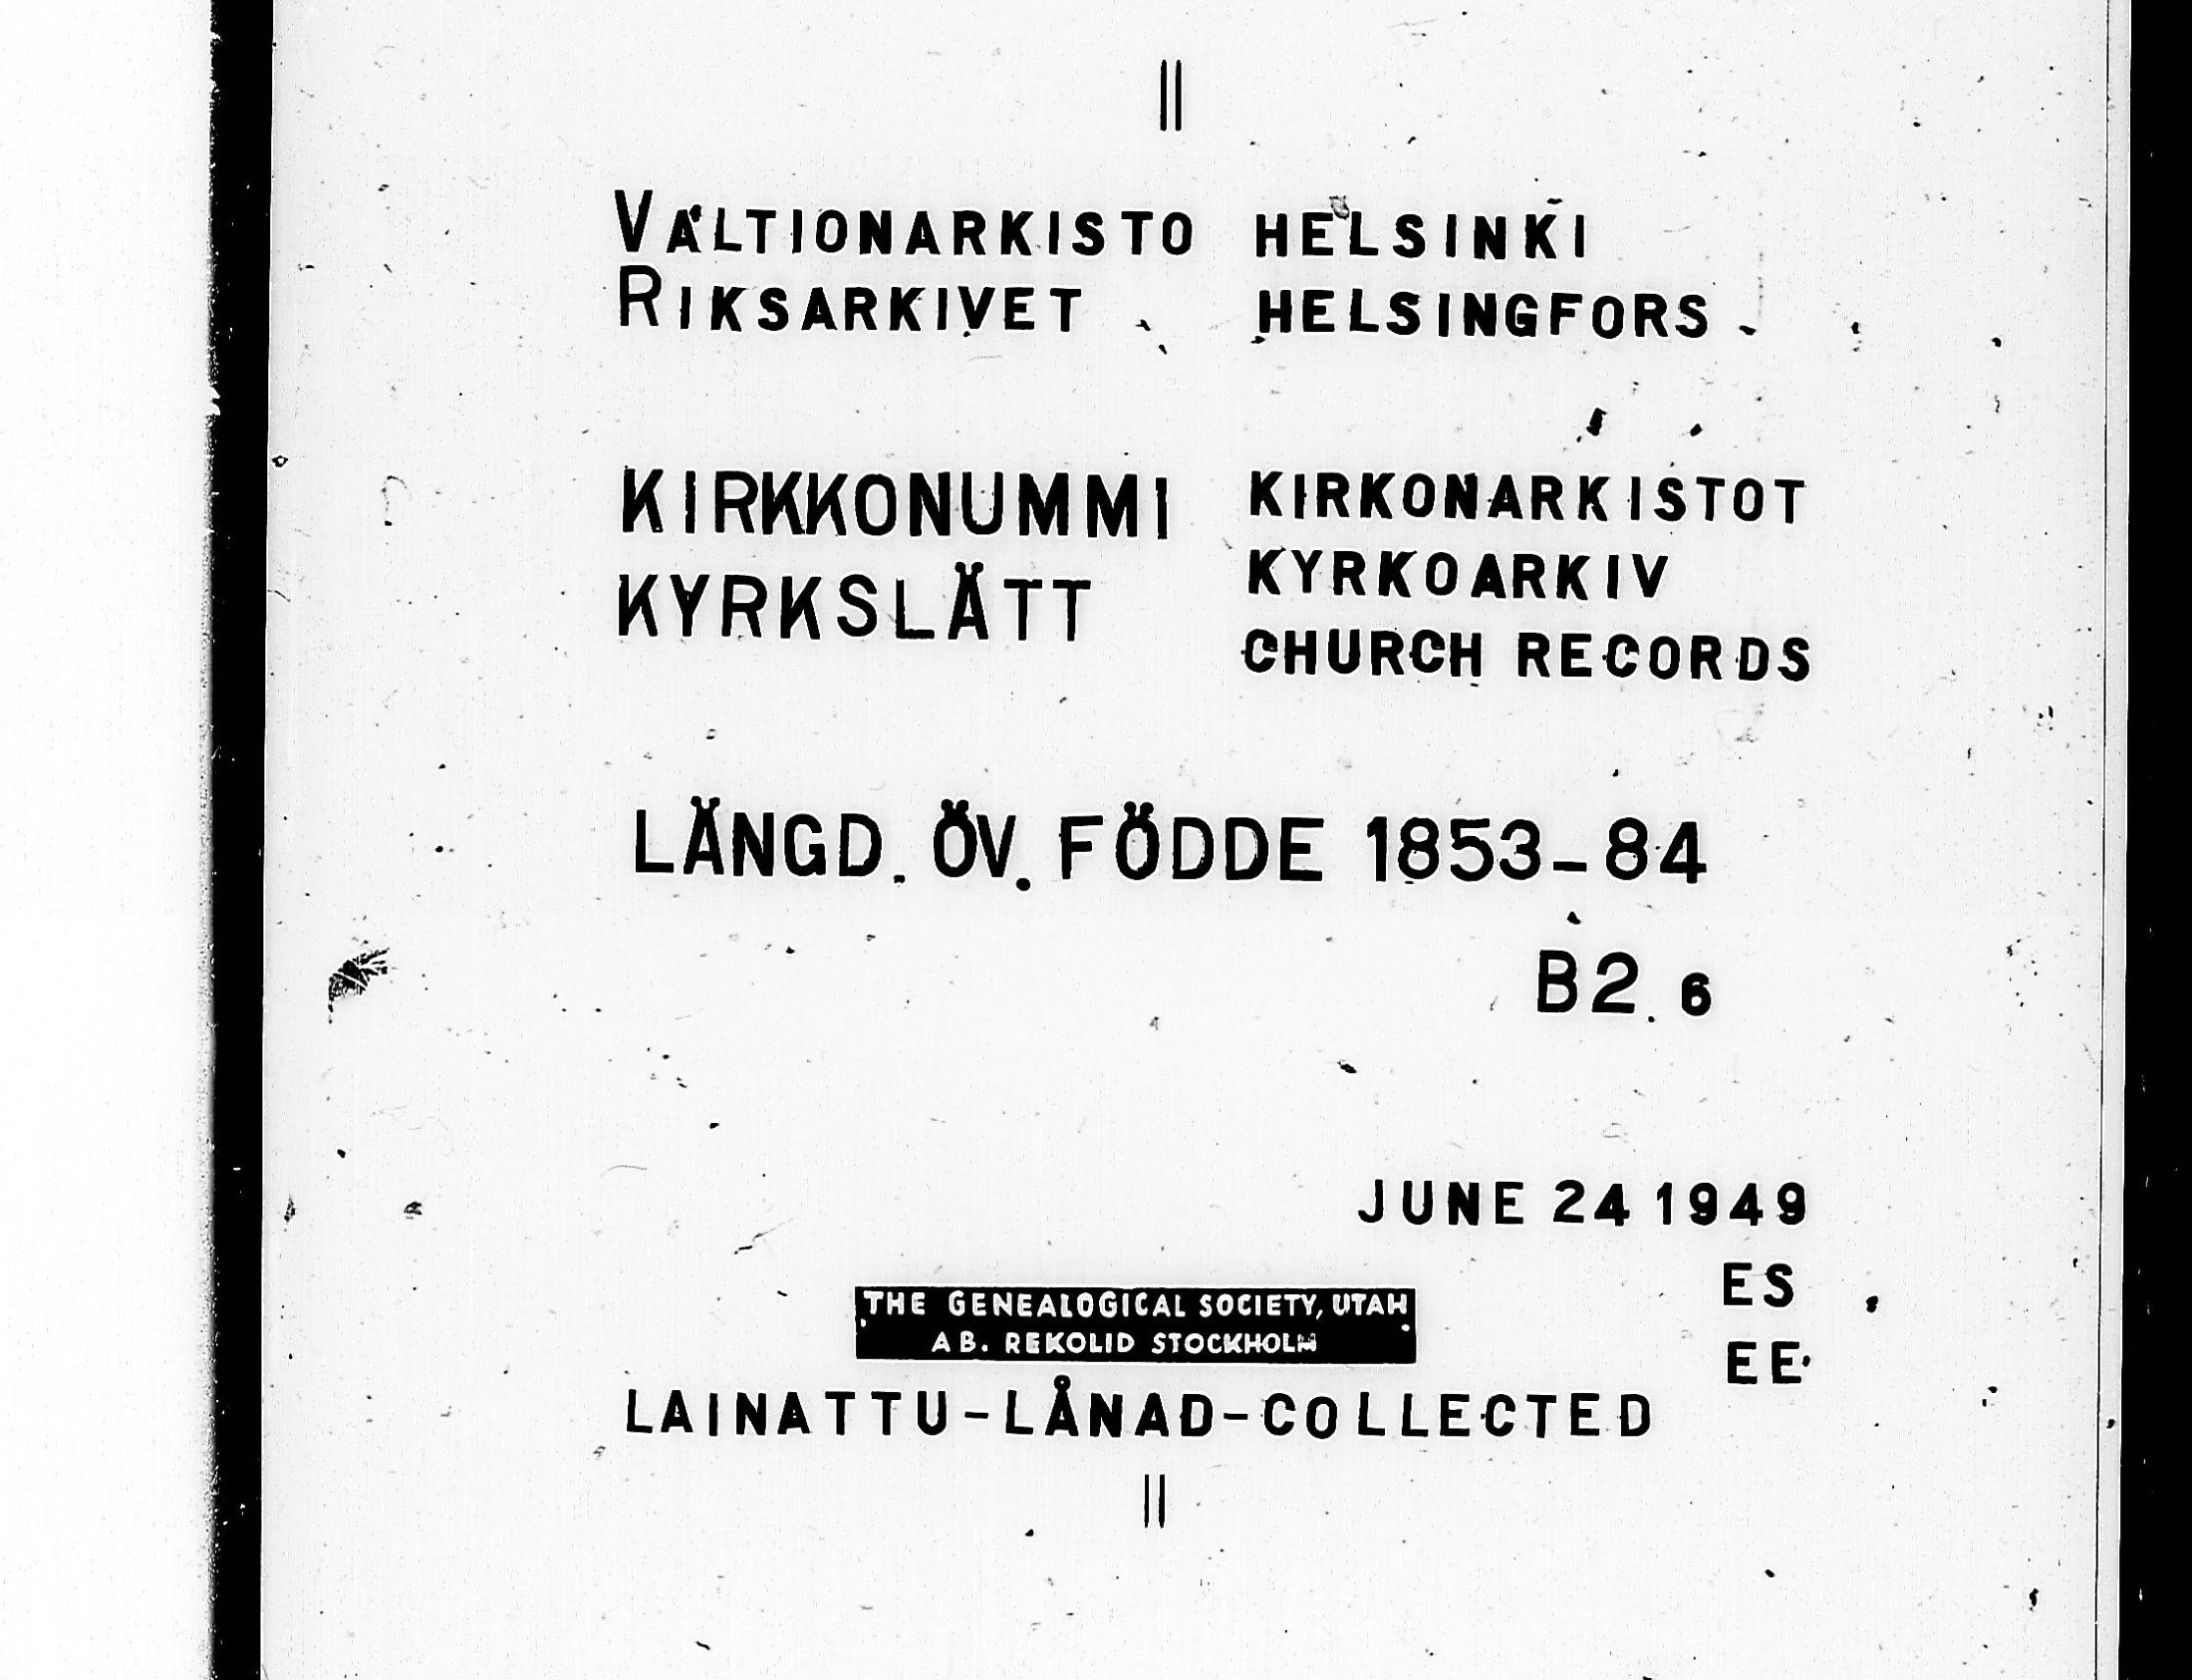 ||
VALTIONARKISTO HELSINKI
RIKSARKIVET HELSINGFORS
KIRKKONUMMI KIRKONARKISTOT
KYRKSLÄTT KYRKOARKIV
CHURCH RECORDS
LÄNGD. ÖV. FÖDDE 1853-84
B2.6
JUNE 24 1949
ES
EE
THE GENEALOGICAL SOCIETY, UTAH
AB. REKOLID STOCKHOLM
LAINATTU-LÅNAD-COLLECTED
||